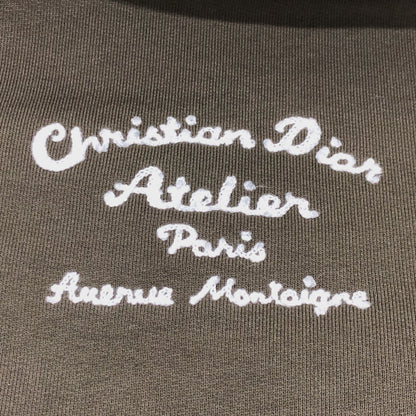 Christian Dior
Atelier
Paris
Avenue Montaigne